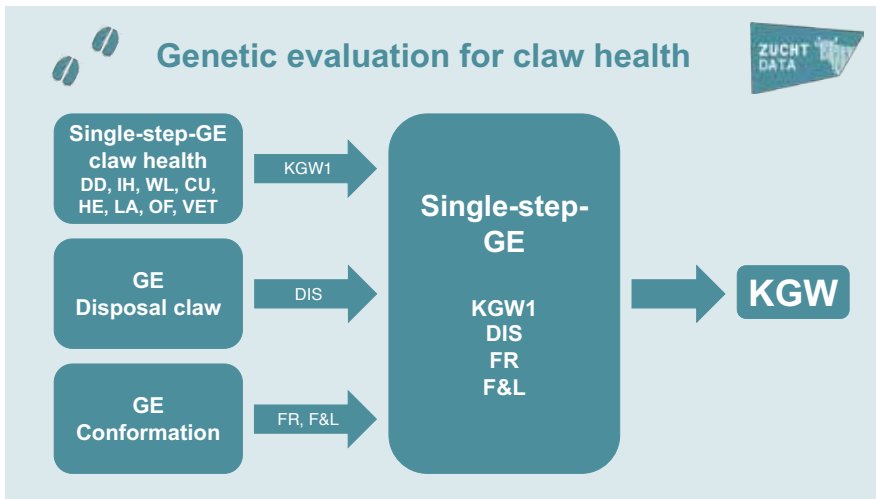 Genetic evaluation for claw health
ZUCHT
DATA
Single-step-GE
claw health
DD, IH, WL, CU,
HE, LA, OF, VET
KGW1
GE
Disposal claw
DIS
GE
Conformation
FR, F&L
Single-step-
GE
KGW1
DIS
FR
F&L
KGW